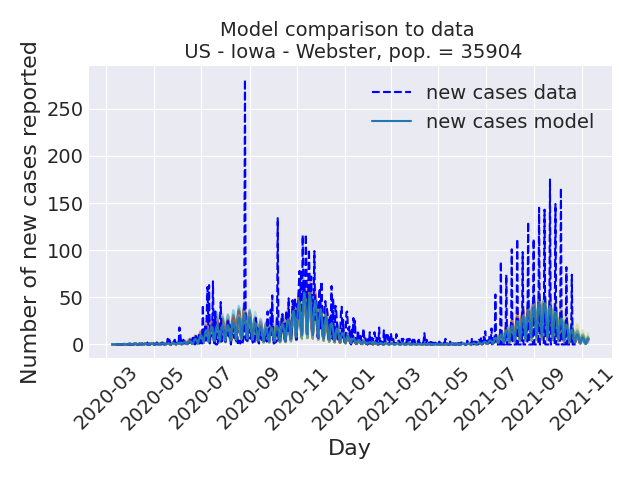 Model comparison to data
US - Iowa - Webster, pop. = 35904
Number of new cases reported
250
200
150
100
50
0
new cases data
new cases model
2020-03
2020-05
2020-07
2020-09
2020-11
2021-01
2021-03
2021-05
2021-07
2021-09
2021-11
Day